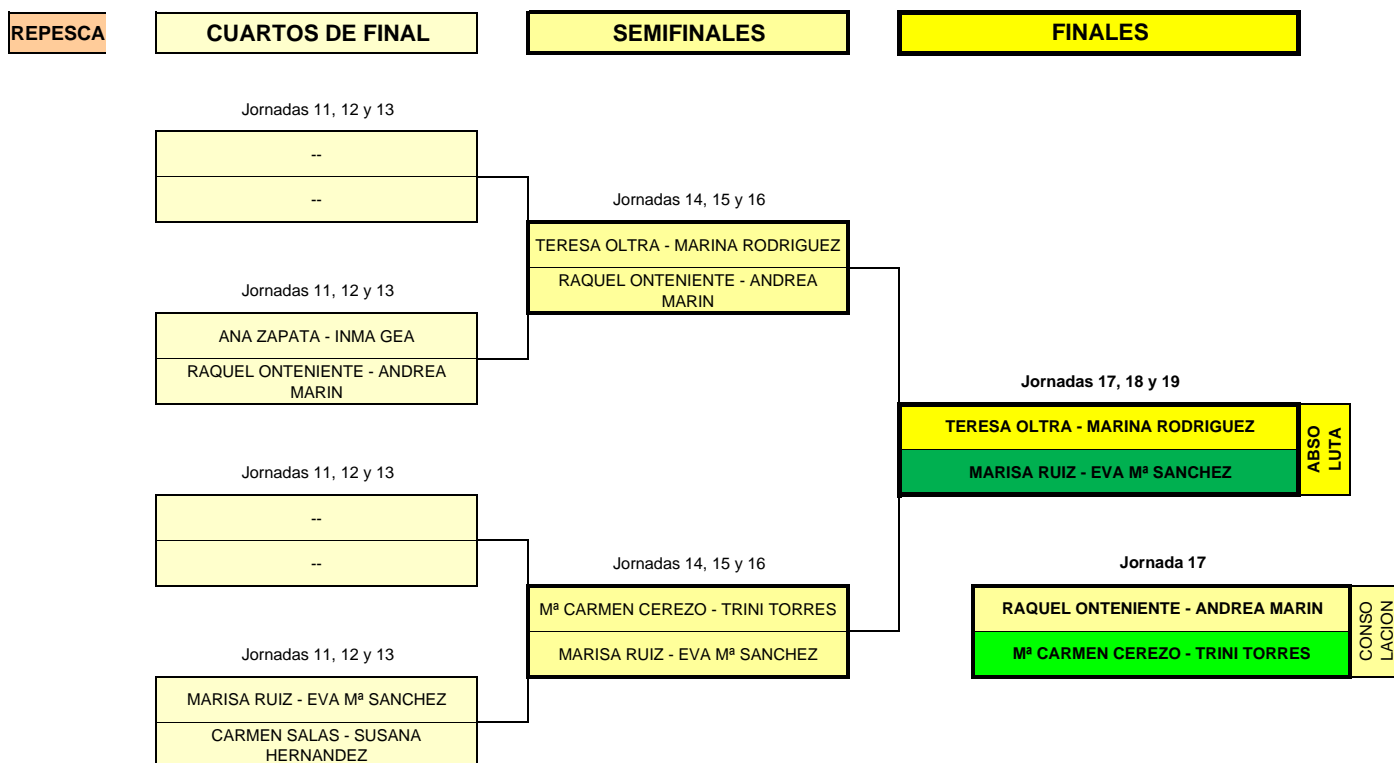 REPESCA
CUARTOS DE FINAL
SEMIFINALES
FINALES
Jornadas 11, 12 y 13
--
--
Jornadas 14, 15 y 16
TERESA OLTRA - MARINA RODRIGUEZ
RAQUEL ONTENIENTE - ANDREA
MARIN
Jornadas 11, 12 y 13
ANA ZAPATA - INMA GEA
RAQUEL ONTENIENTE - ANDREA
MARIN
Jornadas 17, 18 y 19
TERESA OLTRA - MARINA RODRIGUEZ
MARISA RUIZ - EVA Mª SANCHEZ
ABSO
LUTA
Jornadas 11, 12 y 13
--
--
Jornadas 14, 15 y 16
Mª CARMEN CEREZO - TRINI TORRES
MARISA RUIZ - EVA Mª SANCHEZ
Jornada 17
RAQUEL ONTENIENTE - ANDREA MARIN
Mª CARMEN CEREZO - TRINI TORRES
CONSO
LACION
Jornadas 11, 12 y 13
MARISA RUIZ - EVA Mª SANCHEZ
CARMEN SALAS - SUSANA
HERNANDEZ